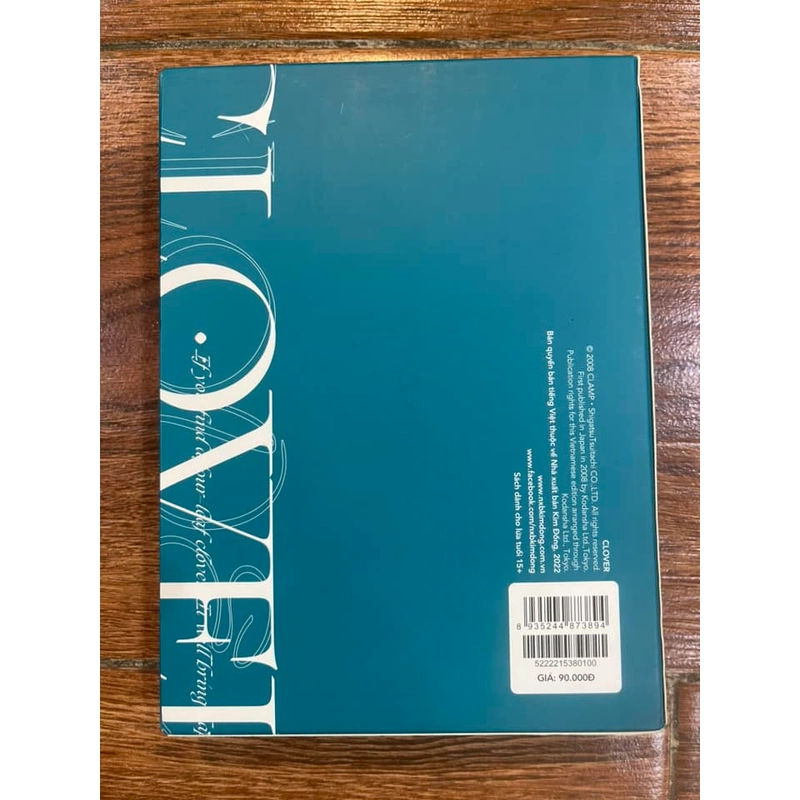 LOVE
If you find a four-leaf clover, it will bring
CLOVER
© 2008 CLAMP • ShigatsuTsuitachi CO.,LTD. All rights reserved.
First published in Japan in 2008 by Kodansha Ltd.,Tokyo.
Publication rights for this Vietnamese edition arranged through
Kodansha Ltd., Tokyo.
Bản quyền bản tiếng Việt thuộc về Nhà xuất bản Kim Đồng, 2022
www.nxbkimdong.com.vn
www.facebook.com/nxbkimdong
Sách dành cho lứa tuổi 15+
8 935244 873894
5222215380100
GIÁ: 90.000Đ